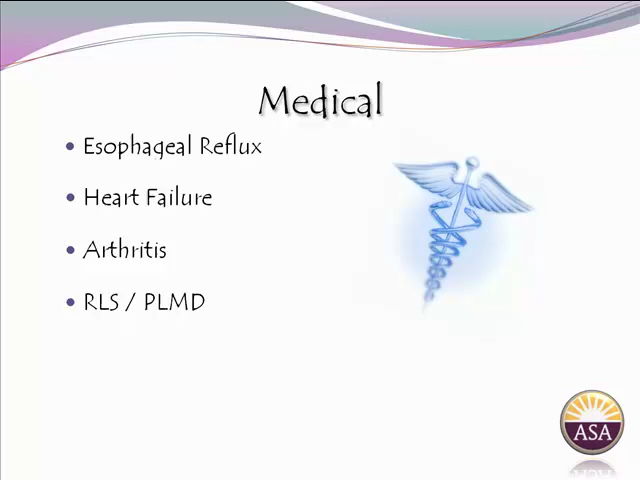 Medical
• Esophageal Reflux
• Heart Failure
• Arthritis
• RLS / PLMD
ASA